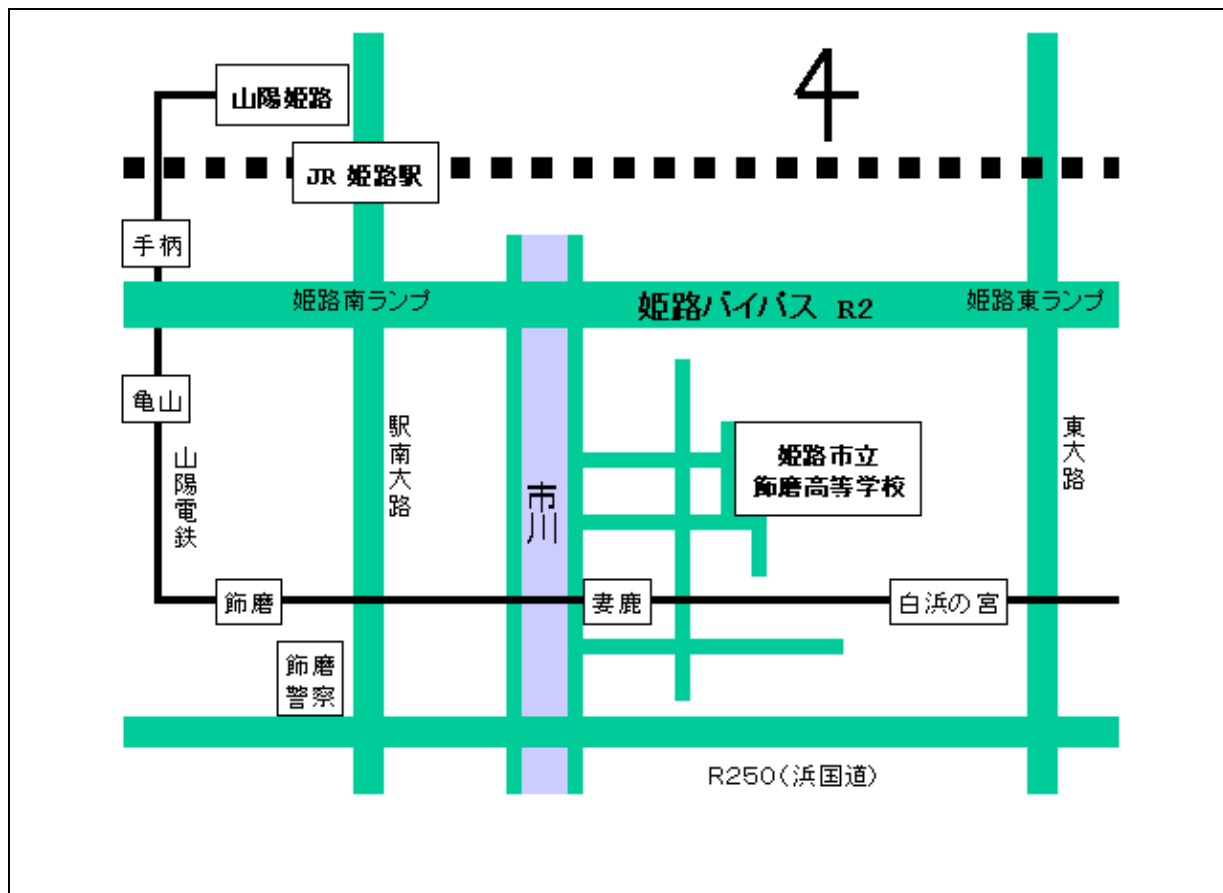 山陽姫路
JR 姫路駅
手柄
姫路南ランプ
姫路バイパス R2
姫路東ランプ
亀山
山陽電鉄
駅南大路
市川
姫路市立
飾磨高等学校
東大路
飾磨
妻鹿
白浜の宮
飾磨
警察
R250(浜国道)